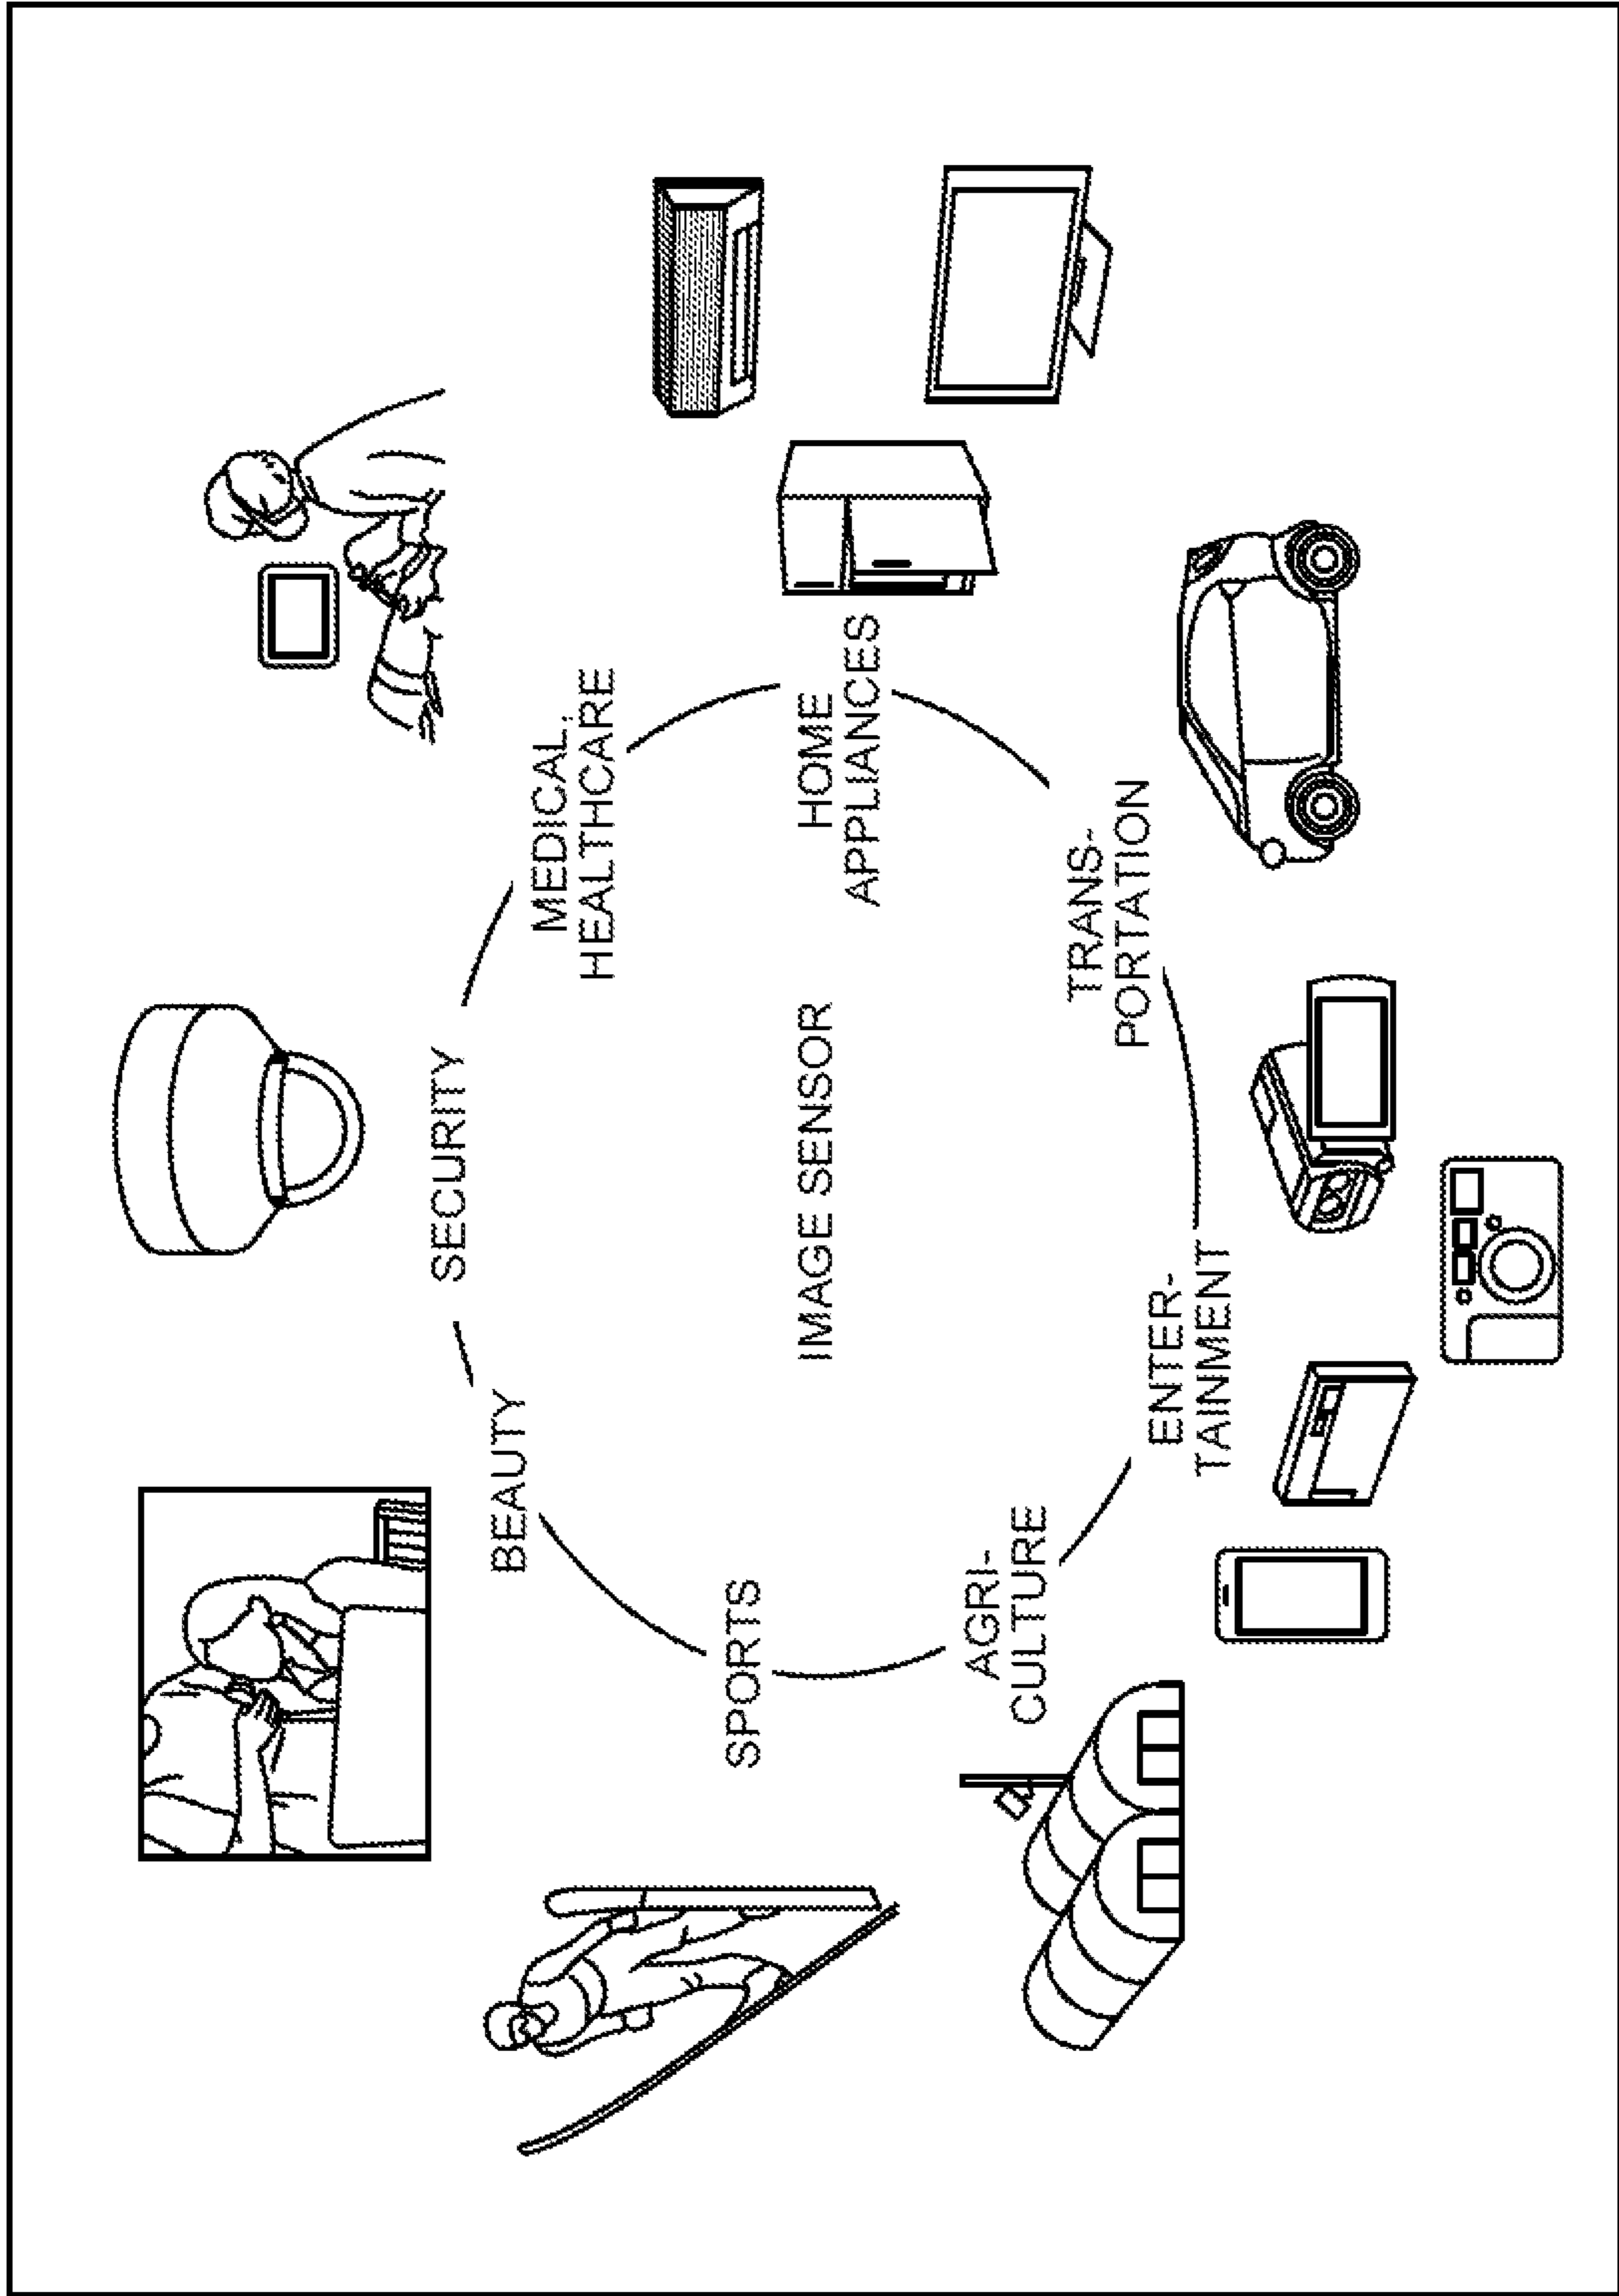 SECURITY
BEAUTY
MEDICAL,
HEALTHCARE
SPORTS
IMAGE SENSOR
HOME
APPLIANCES
AGRI-
CULTURE
TRANS-
PORTATION
ENTER-
TAINMENT